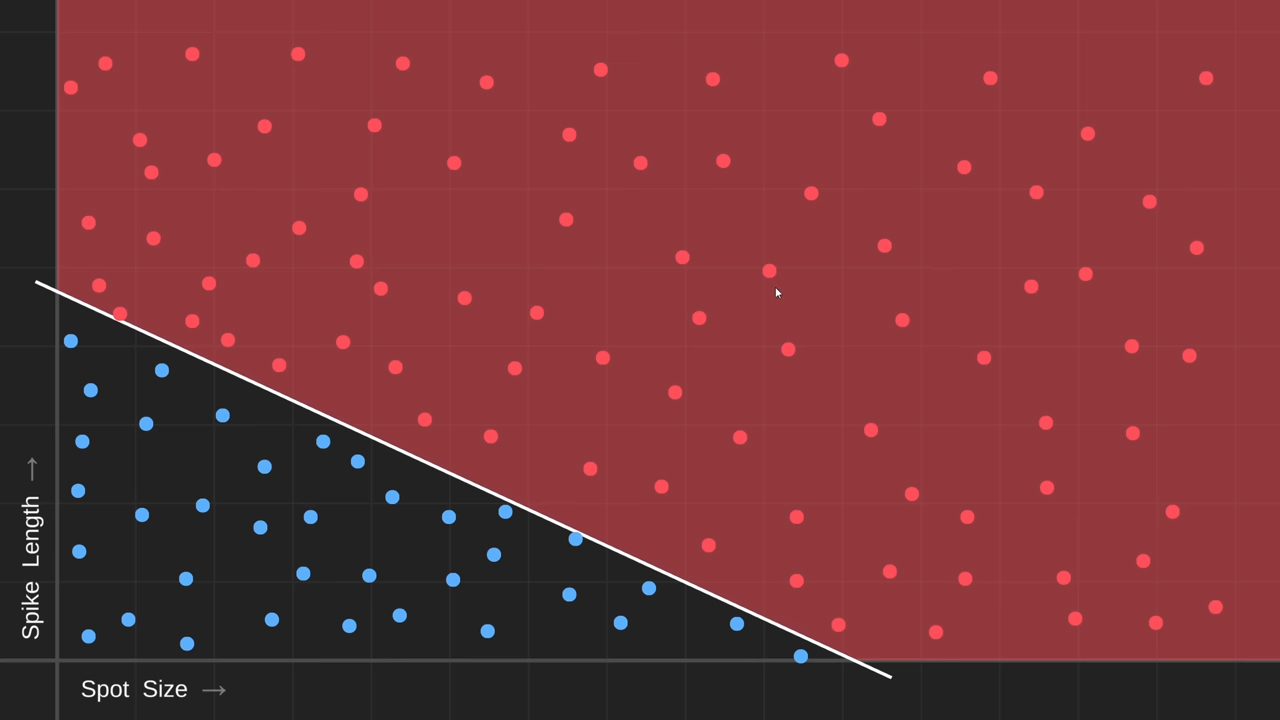 Spike Length →
Spot Size →